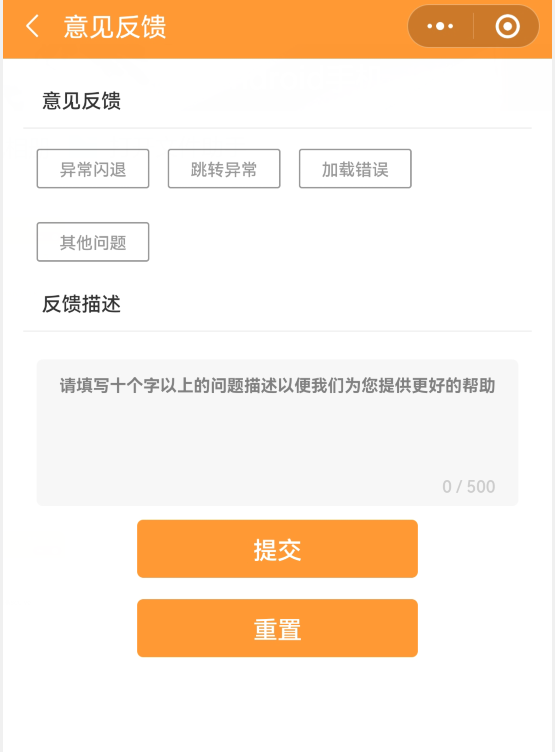 意见反馈
意见反馈
异常闪退 跳转异常 加载错误
其他问题
反馈描述
请填写十个字以上的问题描述以便我们为您提供更好的帮助
0 / 500
提交
重置